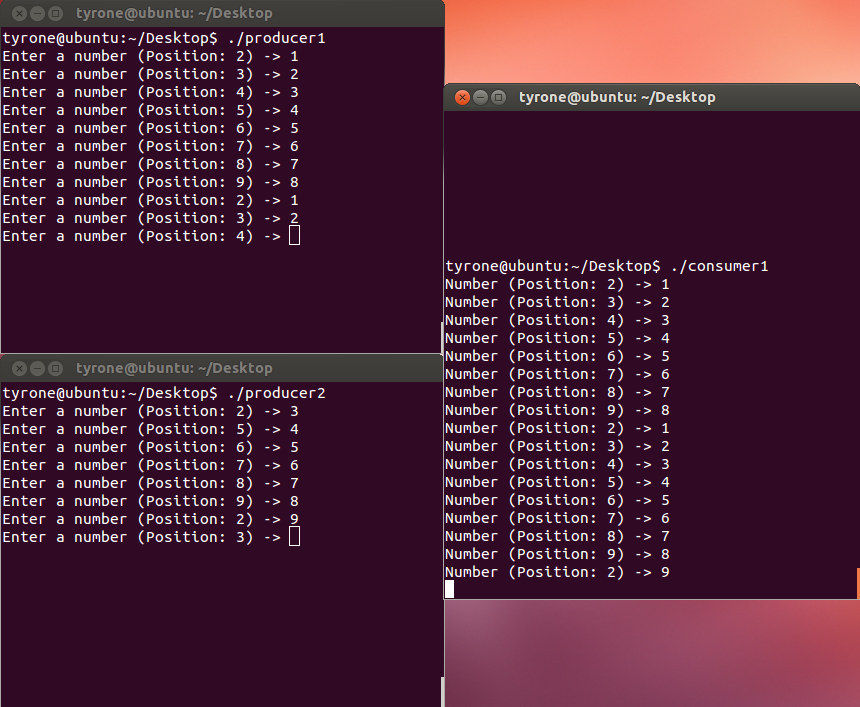 tyrone@ubuntu: ~/Desktop
tyrone@ubuntu:~/Desktop$ ./producer1
Enter a number (Position: 2) -> 1
Enter a number (Position: 3) -> 2
Enter a number (Position: 4) -> 3
Enter a number (Position: 5) -> 4
Enter a number (Position: 6) -> 5
Enter a number (Position: 7) -> 6
Enter a number (Position: 8) -> 7
Enter a number (Position: 9) -> 8
Enter a number (Position: 2) -> 1
Enter a number (Position: 3) -> 2
Enter a number (Position: 4) ->
tyrone@ubuntu: ~/Desktop
tyrone@ubuntu:~/Desktop$ ./producer2
Enter a number (Position: 2) -> 3
Enter a number (Position: 5) -> 4
Enter a number (Position: 6) -> 5
Enter a number (Position: 7) -> 6
Enter a number (Position: 8) -> 7
Enter a number (Position: 9) -> 8
Enter a number (Position: 2) -> 9
Enter a number (Position: 3) ->
tyrone@ubuntu: ~/Desktop
tyrone@ubuntu:~/Desktop$ ./consumer1
Number (Position: 2) -> 1
Number (Position: 3) -> 2
Number (Position: 4) -> 3
Number (Position: 5) -> 4
Number (Position: 6) -> 5
Number (Position: 7) -> 6
Number (Position: 8) -> 7
Number (Position: 9) -> 8
Number (Position: 2) -> 1
Number (Position: 3) -> 2
Number (Position: 4) -> 3
Number (Position: 5) -> 4
Number (Position: 6) -> 5
Number (Position: 7) -> 6
Number (Position: 8) -> 7
Number (Position: 9) -> 8
Number (Position: 2) -> 9